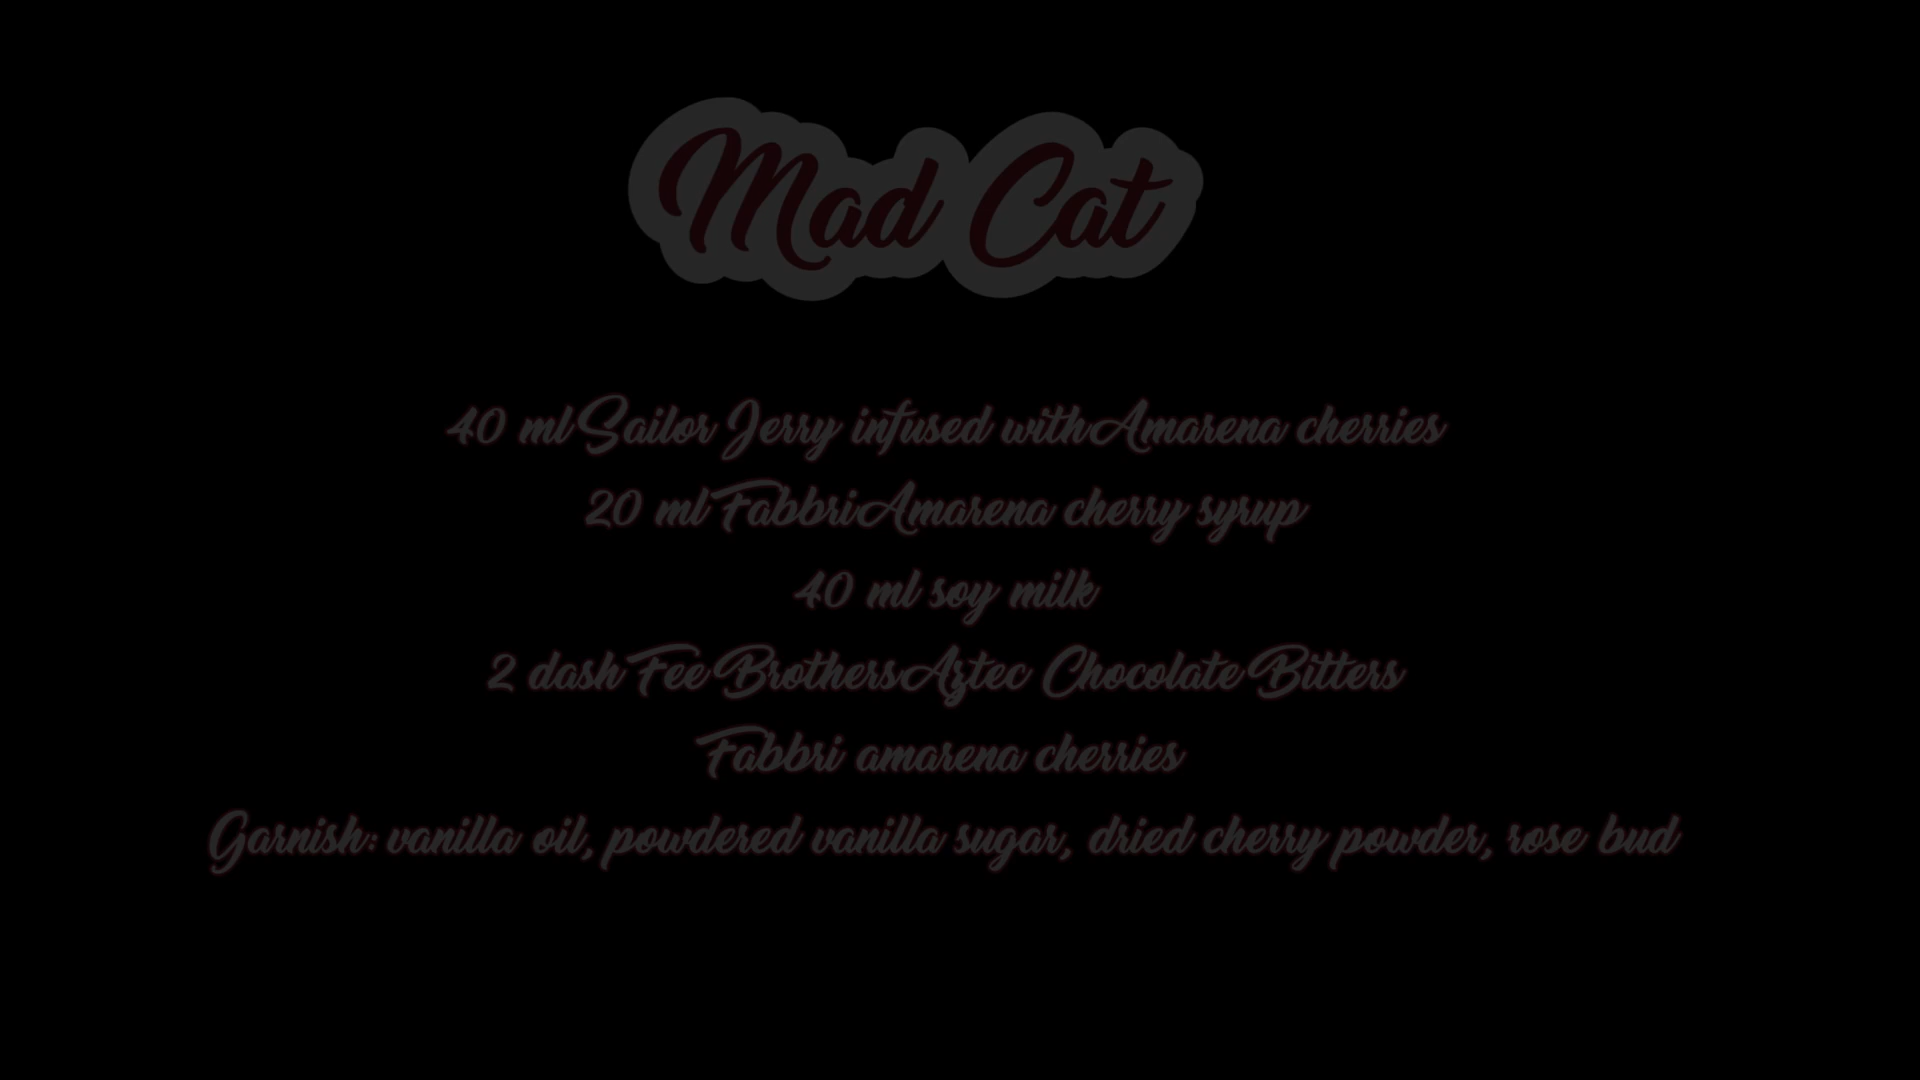 Mad Cat
40 ml Sailor Jerry infused with Amarena cherries
20 ml Fabbri Amarena cherry syrup
40 ml soy milk
2 dash Fee Brothers Aztec Chocolate Bitters
Fabbri amarena cherries
Garnish: vanilla oil, powdered vanilla sugar, dried cherry powder, rose bud